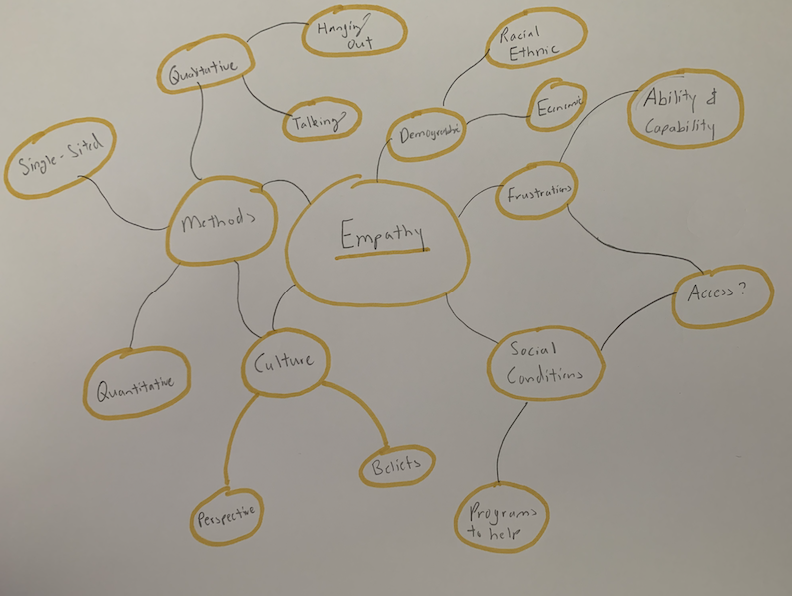 Hanging
Out
Qualitative
Talking
Racial
Ethnic
Economic
Demographic
Ability &
Capability
Single-Sited
Methods
Empathy
Frustrations
Access?
Quantitative
Culture
Social
Conditions
Beliefs
Perspective
Programs
to help